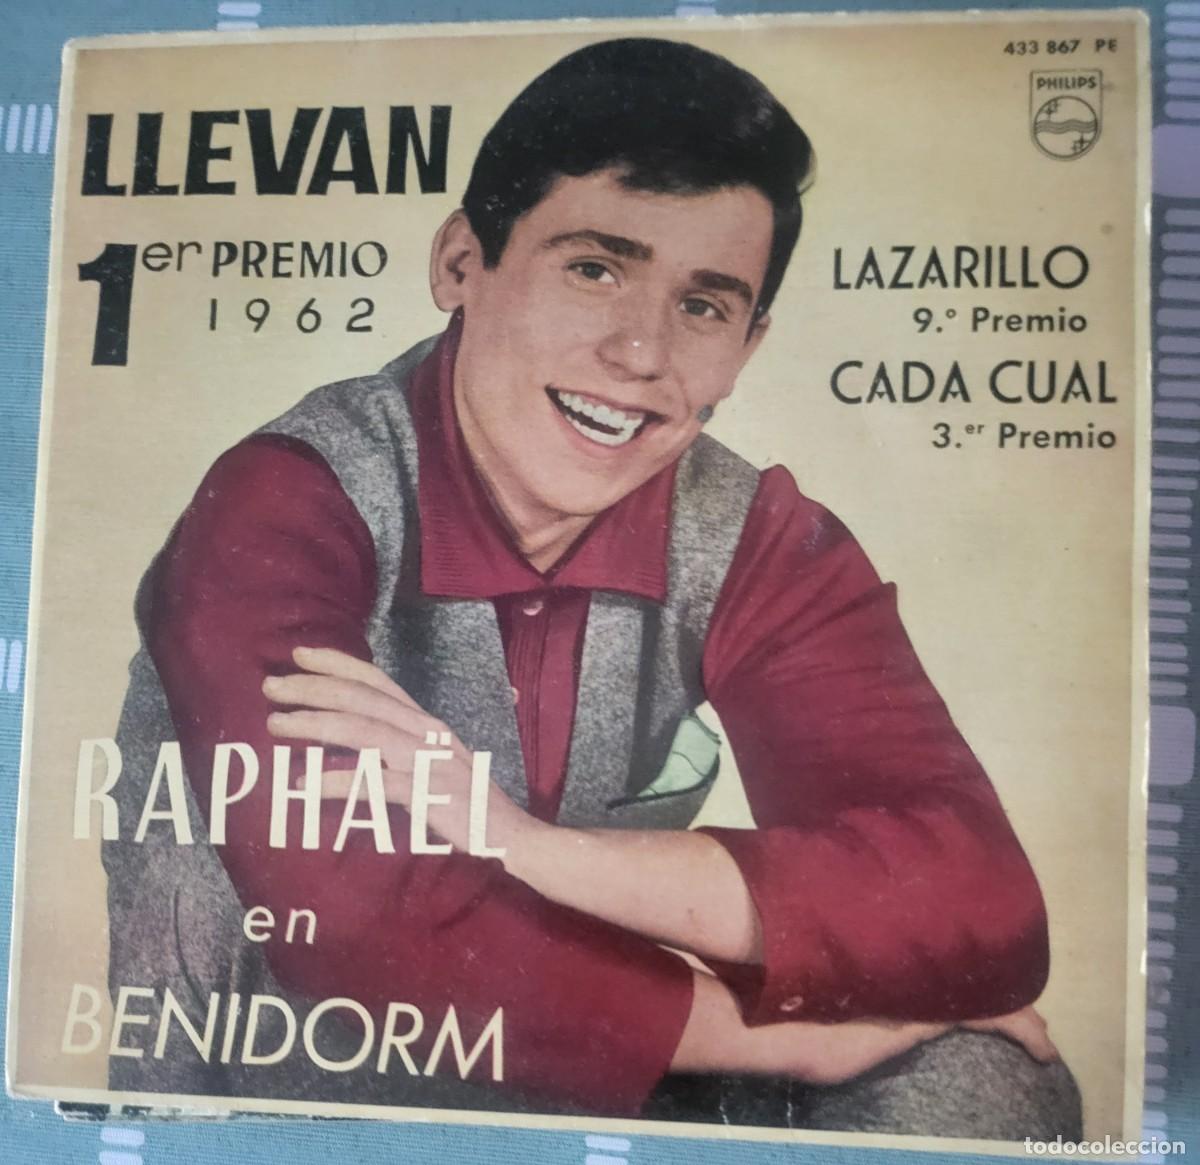 433 867 PE
PHILIPS
LLEVAN
1er PREMIO
1962
LAZARILLO
9.º Premio
CADA CUAL
3.er Premio
RAPHAËL
en
BENIDORM
todocoleccion